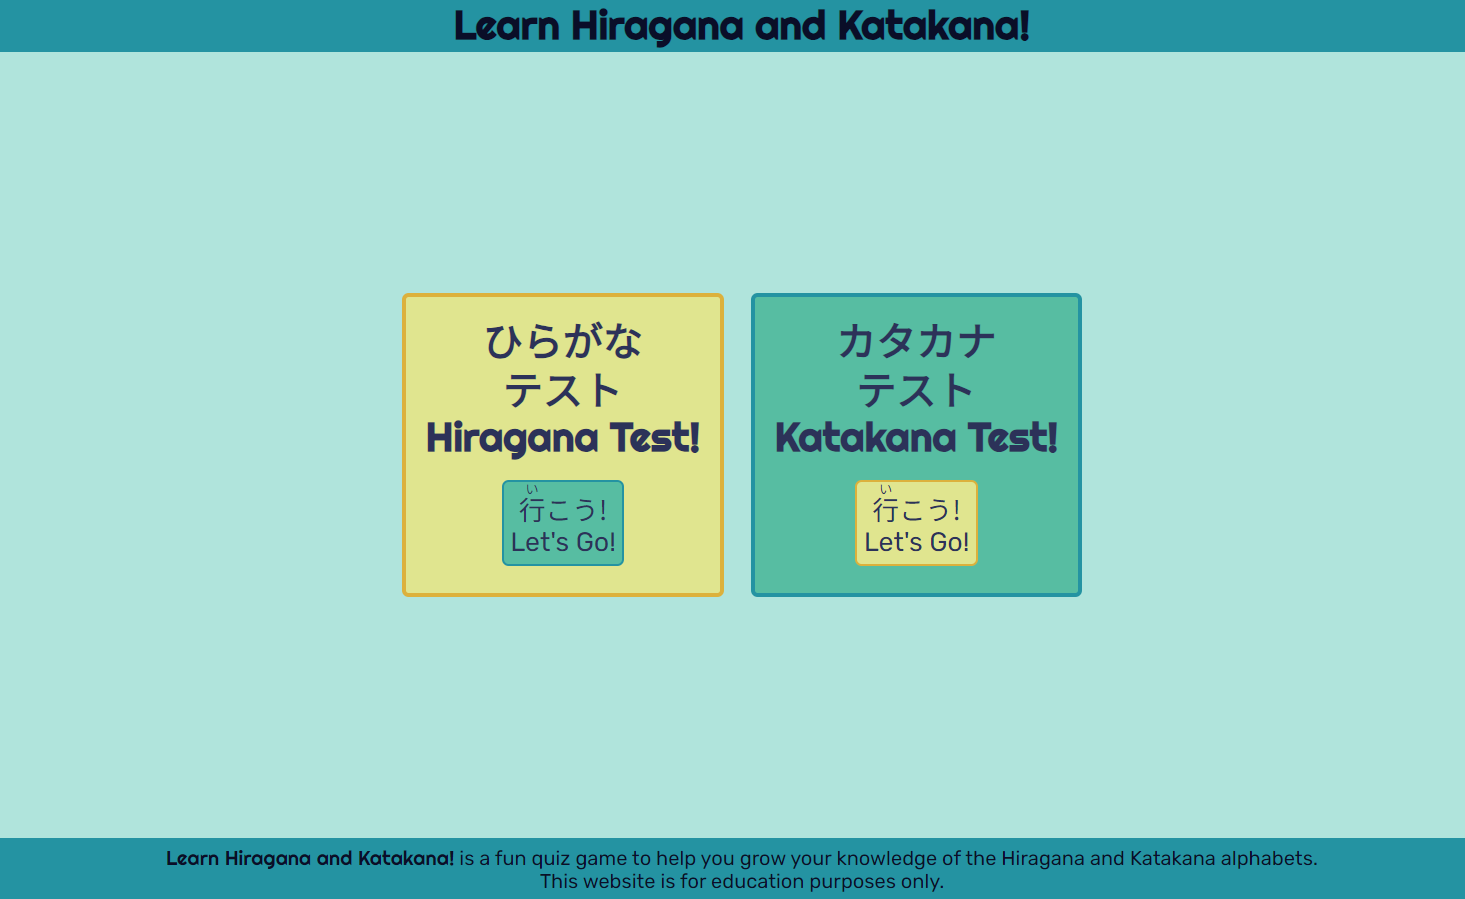 Learn Hiragana and Katakana!
ひらがな
テスト
Hiragana Test!
い
行こう!
Let's Go!
カタカナ
テスト
Katakana Test!
い
行こう!
Let's Go!
Learn Hiragana and Katakana! is a fun quiz game to help you grow your knowledge of the Hiragana and Katakana alphabets.
This website is for education purposes only.